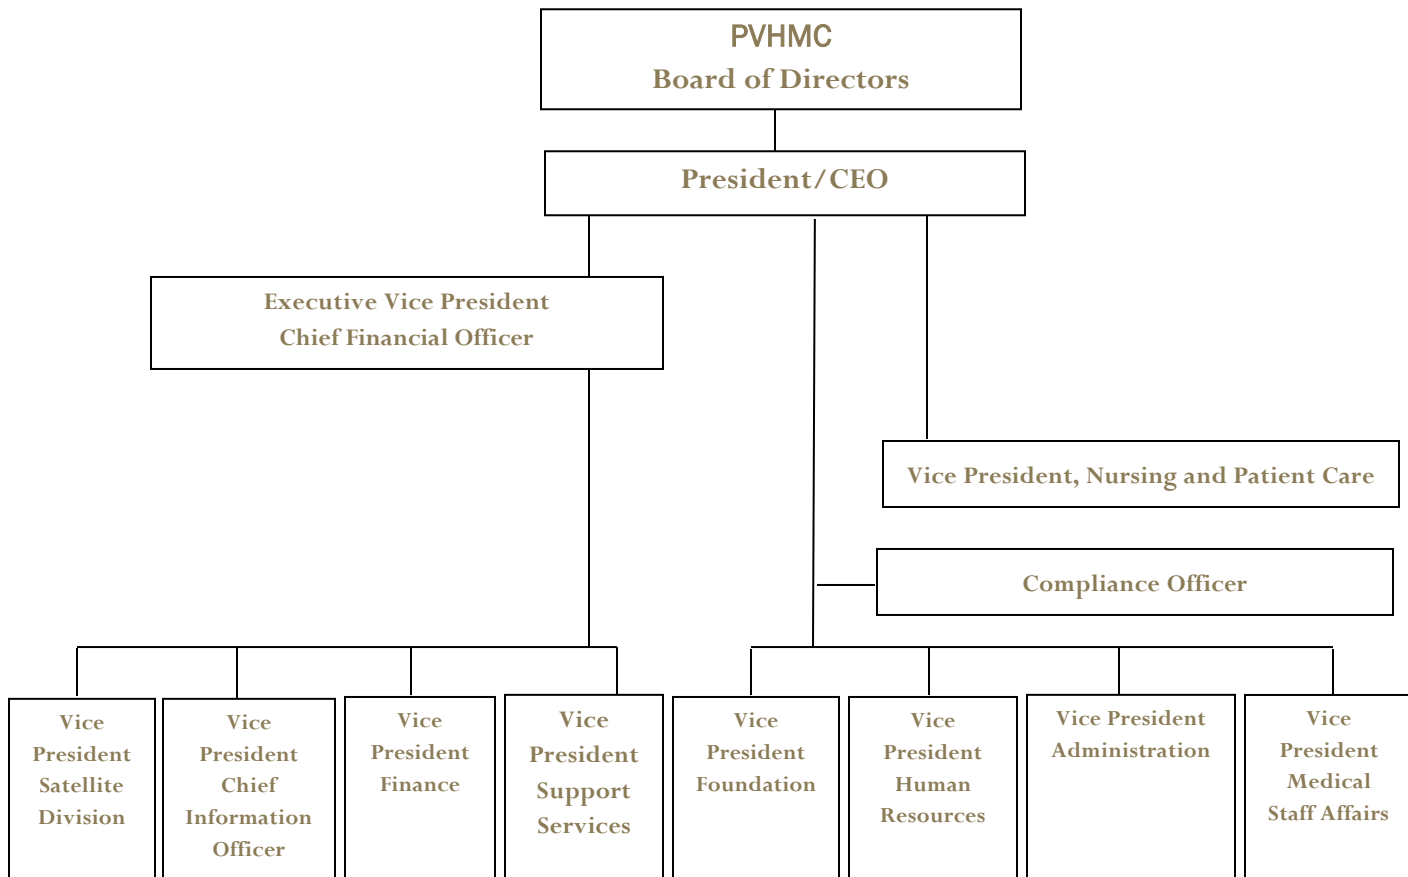 PVHMC
Board of Directors
President/CEO
Executive Vice President
Chief Financial Officer
Vice President, Nursing and Patient Care
Compliance Officer
Vice
President
Satellite
Division
Vice
President
Chief
Information
Officer
Vice
President
Finance
Vice
President
Support
Services
Vice
President
Foundation
Vice
President
Human
Resources
Vice President
Administration
Vice
President
Medical
Staff Affairs